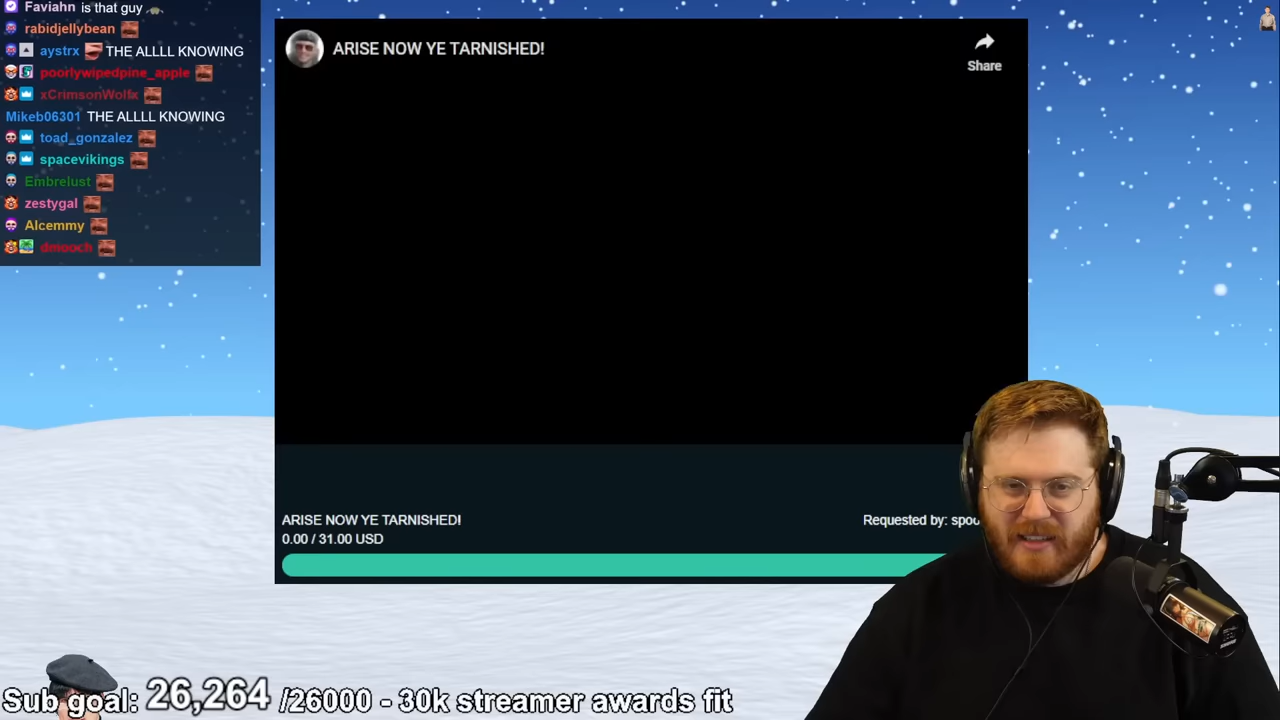 Faviahn is that guy
rabidjellybean
aystrx THE ALLLL KNOWING
poorlywipedpine_apple
xCrimsonWolfx
Mikeb06301 THE ALLLL KNOWING
toad_gonzalez
spacevikings
Embrelust
zestygal
Alcemmy
dmooch
ARISE NOW YE TARNISHED!
Share
ARISE NOW YE TARNISHED!
Requested by:
0.00 / 31.00 USD
Sub goal: 26,264 /26000 - 30k streamer awards fit